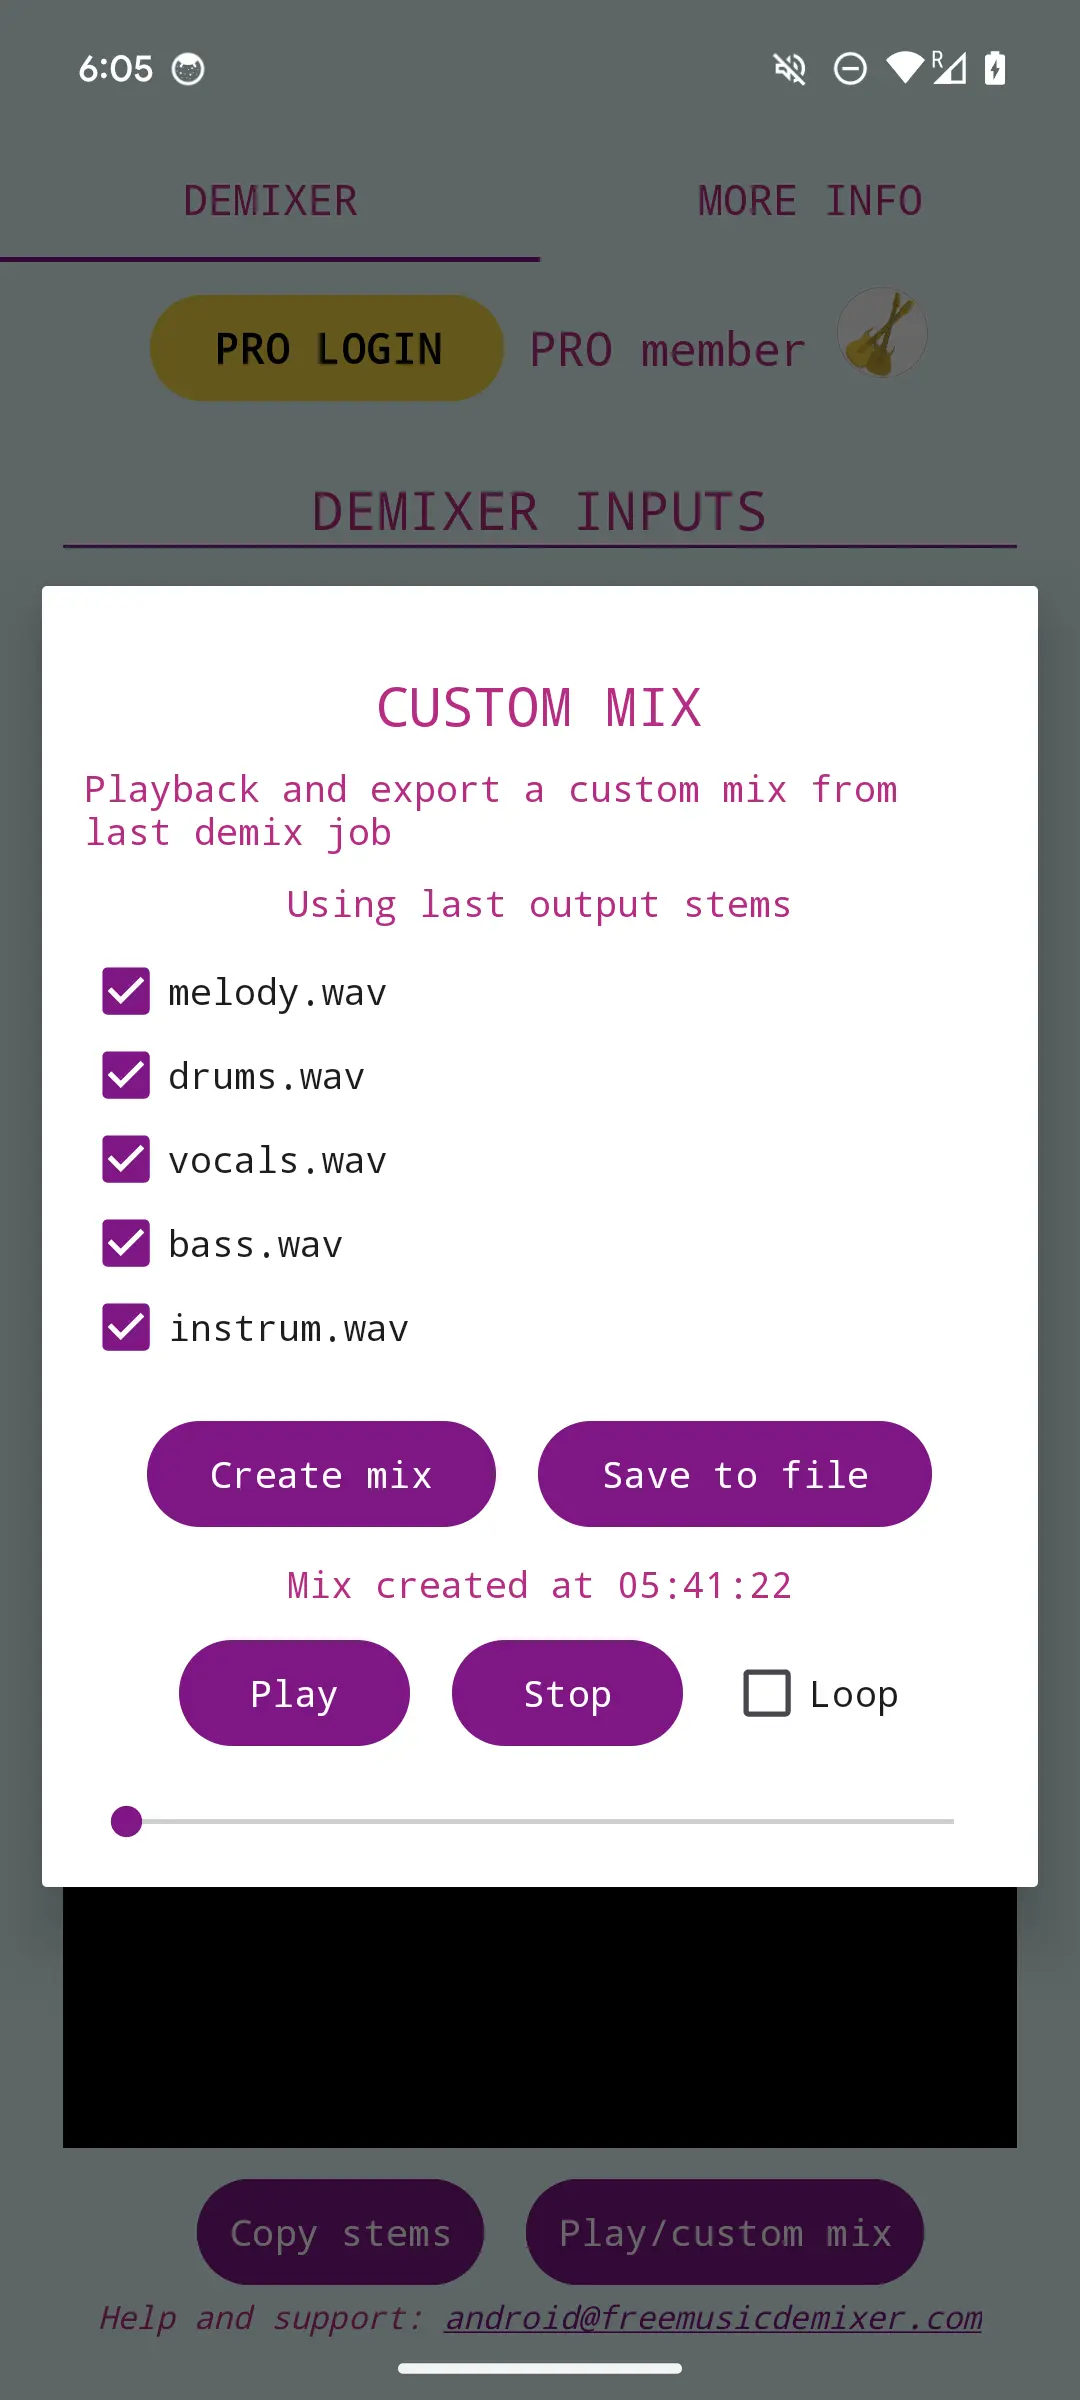 6:05
R
DEMIXER
MORE INFO
PRO LOGIN
PRO member
DEMIXER INPUTS
CUSTOM MIX
Playback and export a custom mix from
last demix job
Using last output stems
melody.wav
drums.wav
vocals.wav
bass.wav
instrum.wav
Create mix
Save to file
Mix created at 05:41:22
Play
Stop
Loop
Copy stems
Play/custom mix
Help and support: android@freemusicdemixer.com